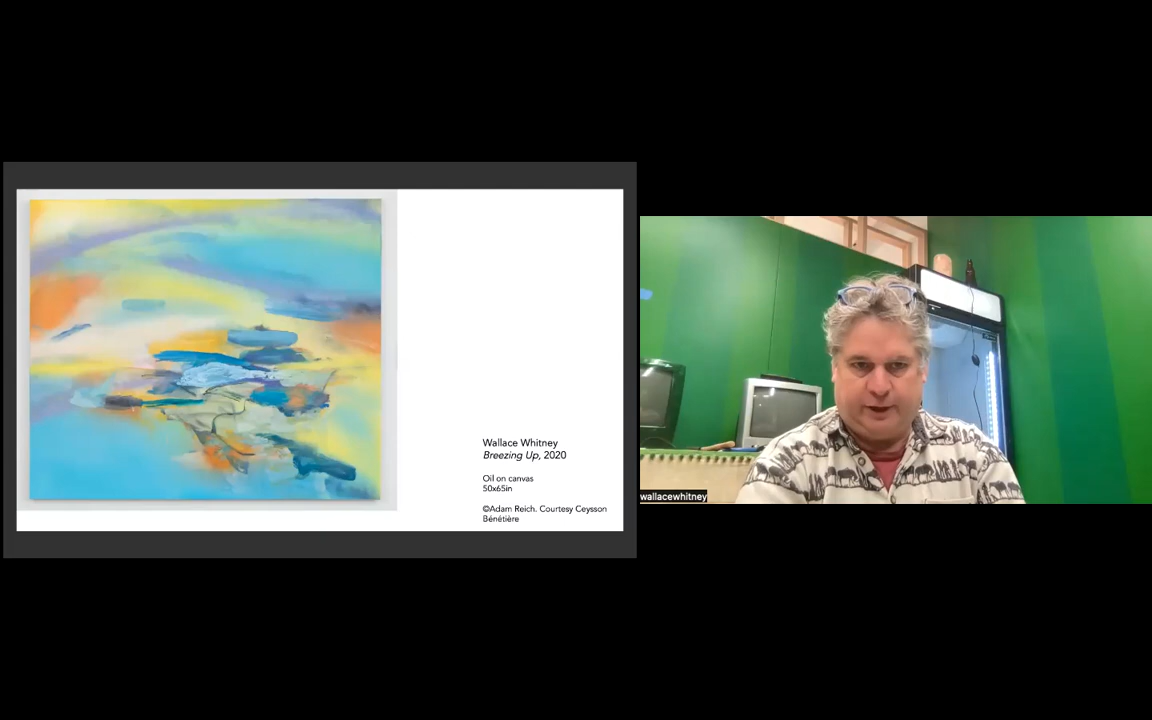 Wallace Whitney
Breezing Up, 2020
Oil on canvas
50x65in
©Adam Reich. Courtesy Ceysson
Bénétière
wallacewhitney